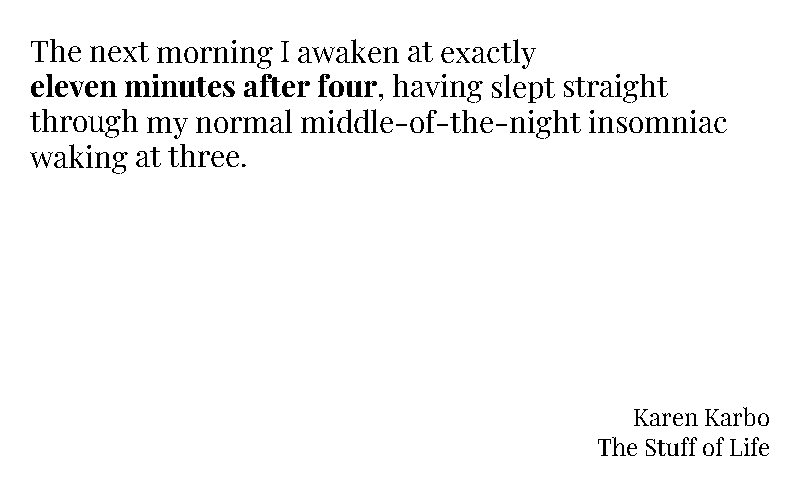 The next morning I awaken at exactly
eleven minutes after four, having slept straight
through my normal middle-of-the-night insomniac
waking at three.
Karen Karbo
The Stuff of Life